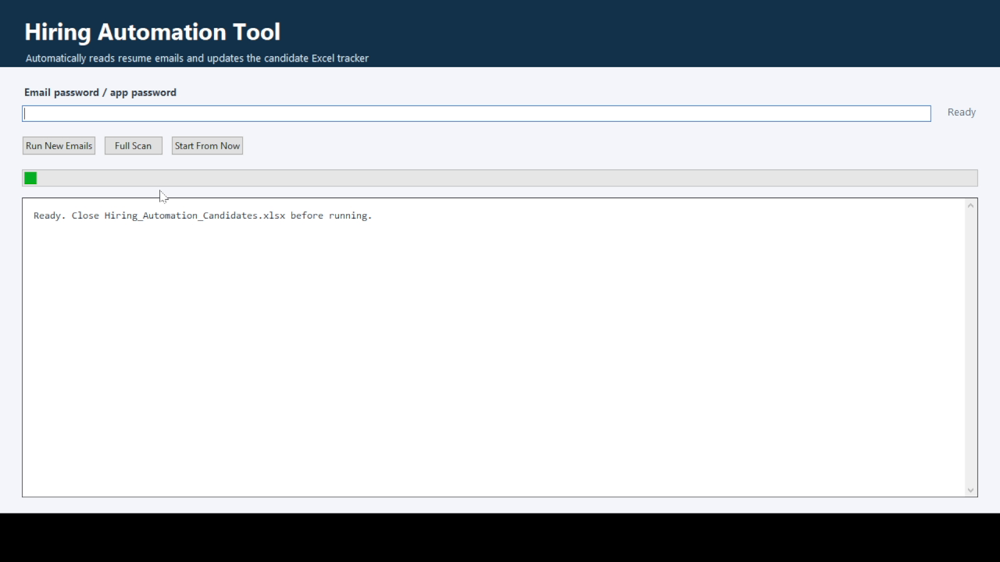 Hiring Automation Tool
Automatically reads resume emails and updates the candidate Excel tracker
Email password / app password
Ready
Run New Emails
Full Scan
Start From Now
Ready. Close Hiring_Automation_Candidates.xlsx before running.